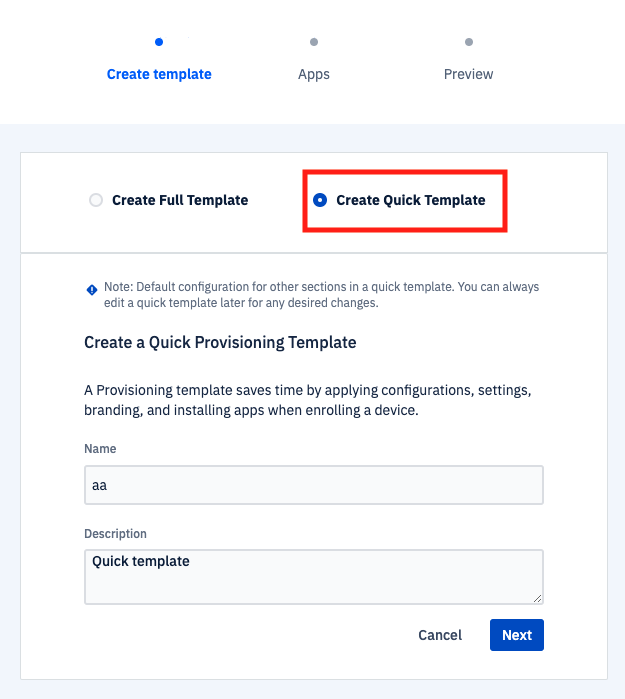 Create template
Apps
Preview
Create Full Template
Create Quick Template
Note: Default configuration for other sections in a quick template. You can always
edit a quick template later for any desired changes.
Create a Quick Provisioning Template
A Provisioning template saves time by applying configurations, settings,
branding, and installing apps when enrolling a device.
Name
aa
Description
Quick template
Cancel
Next